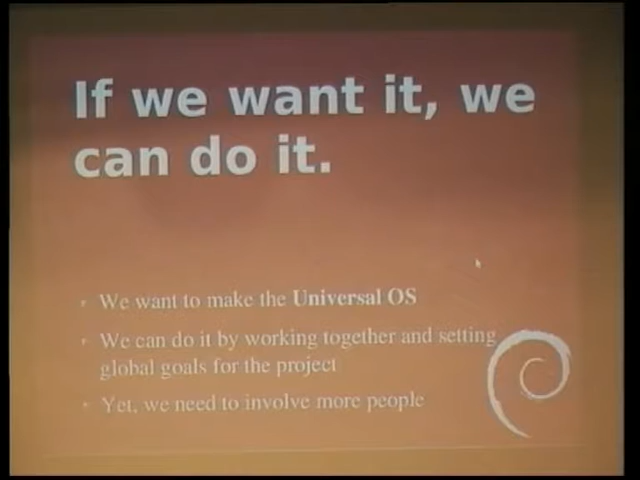 If we want it, we
can do it.
• We want to make the Universal OS
• We can do it by working together and setting
global goals for the project
• Yet, we need to involve more people